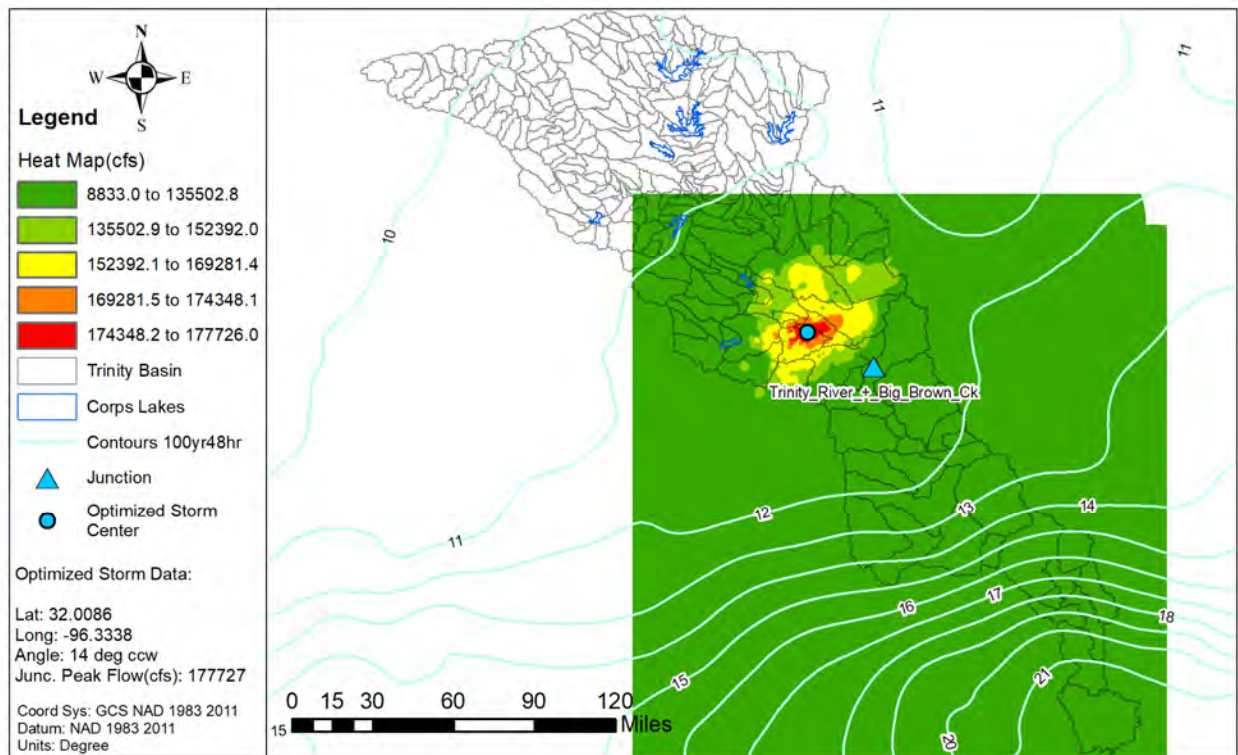 N
W E
S
Legend
Heat Map(cfs)
8833.0 to 135502.8
135502.9 to 152392.0
152392.1 to 169281.4
169281.5 to 174348.1
174348.2 to 177726.0
Trinity Basin
Corps Lakes
Contours 100yr48hr
Junction
Optimized Storm
Center
Optimized Storm Data:
Lat: 32.0086
Long: -96.3338
Angle: 14 deg ccw
Junc. Peak Flow(cfs): 177727
Coord Sys: GCS NAD 1983 2011
Datum: NAD 1983 2011
Units: Degree
11
11
10
Trinity_River_+_Big_Brown_Ck
12
13
14
11
16
17
18
15
21
20
0 15 30 60 90 120
Miles
15